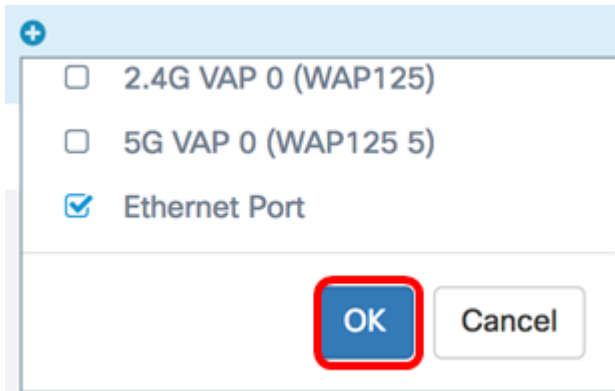 2.4G VAP 0 (WAP125)
5G VAP 0 (WAP125 5)
Ethernet Port
OK Cancel